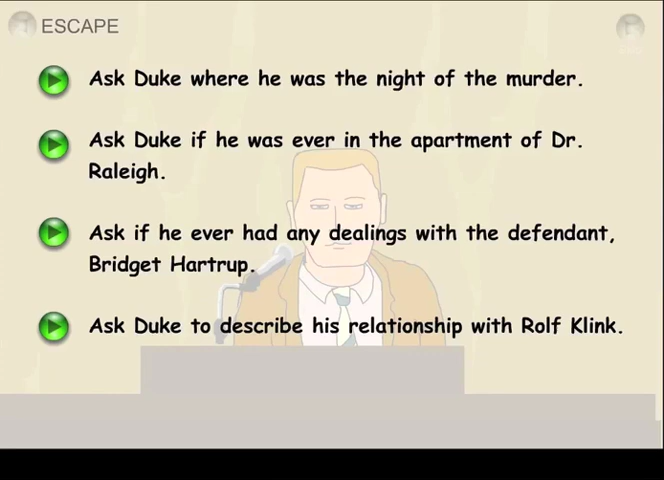 ESCAPE
Ask Duke where he was the night of the murder.
Ask Duke if he was ever in the apartment of Dr.
Raleigh.
Ask if he ever had any dealings with the defendant,
Bridget Hartrup.
Ask Duke to describe his relationship with Rolf Klink.